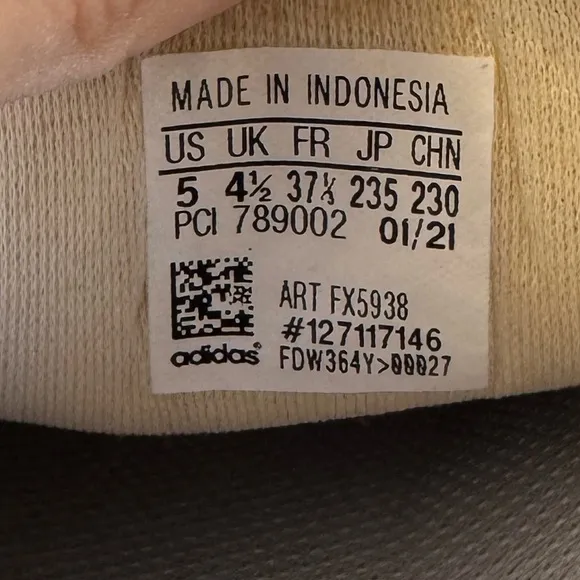 MADE IN INDONESIA
US UK FR JP CHN
5 4½ 37⅓ 235 230
PCI 789002 01/21
ART FX5938
#127117146
adidas®
FDW364Y>00027